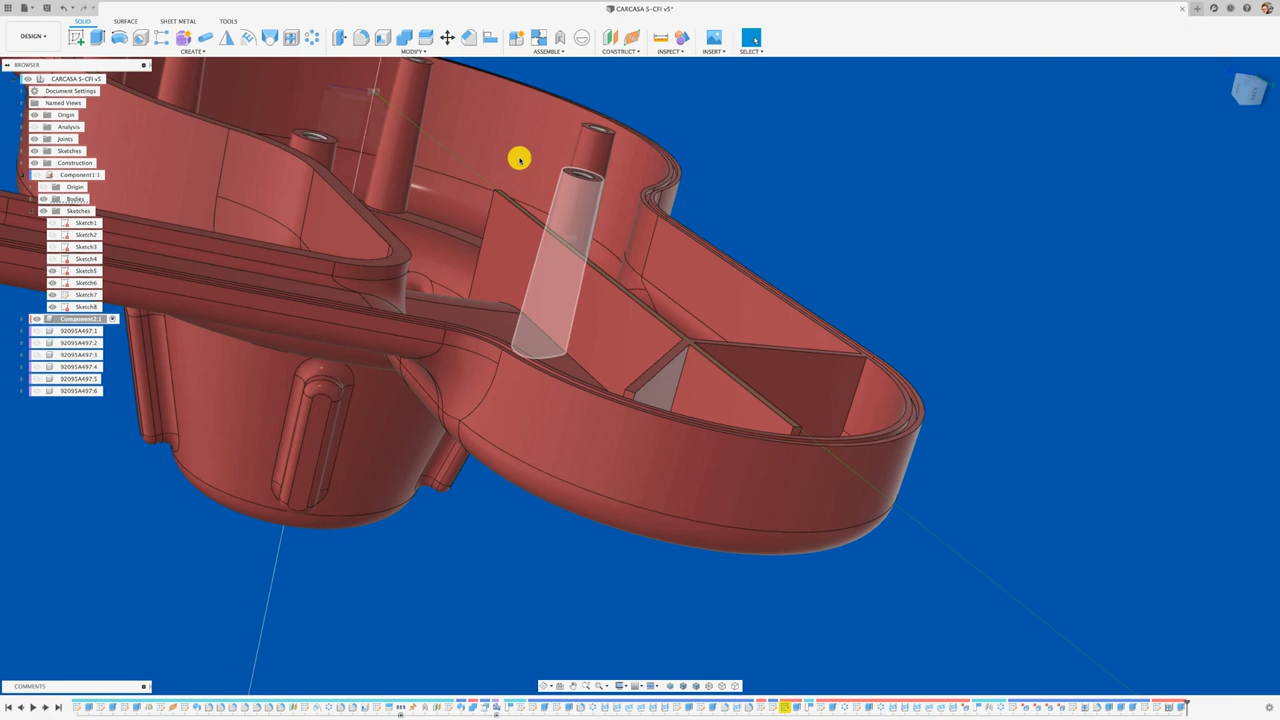 CARCASA S-CFI v5*
DESIGN▾
SOLID
SURFACE
SHEET METAL
TOOLS
CREATE▾
MODIFY▾
ASSEMBLE▾
CONSTRUCT▾
INSPECT▾
INSERT▾
SELECT▾
BROWSER
CARCASA S-CFI v5
Document Settings
Named Views
Origin
Analysis
Joints
Sketches
Construction
Component1:1
Origin
Bodies
Sketches
Sketch1
Sketch2
Sketch3
Sketch4
Sketch5
Sketch6
Sketch7
Sketch8
Component2:1
92095A497:1
92095A497:2
92095A497:3
92095A497:4
92095A497:5
92095A497:6
BACK
COMMENTS